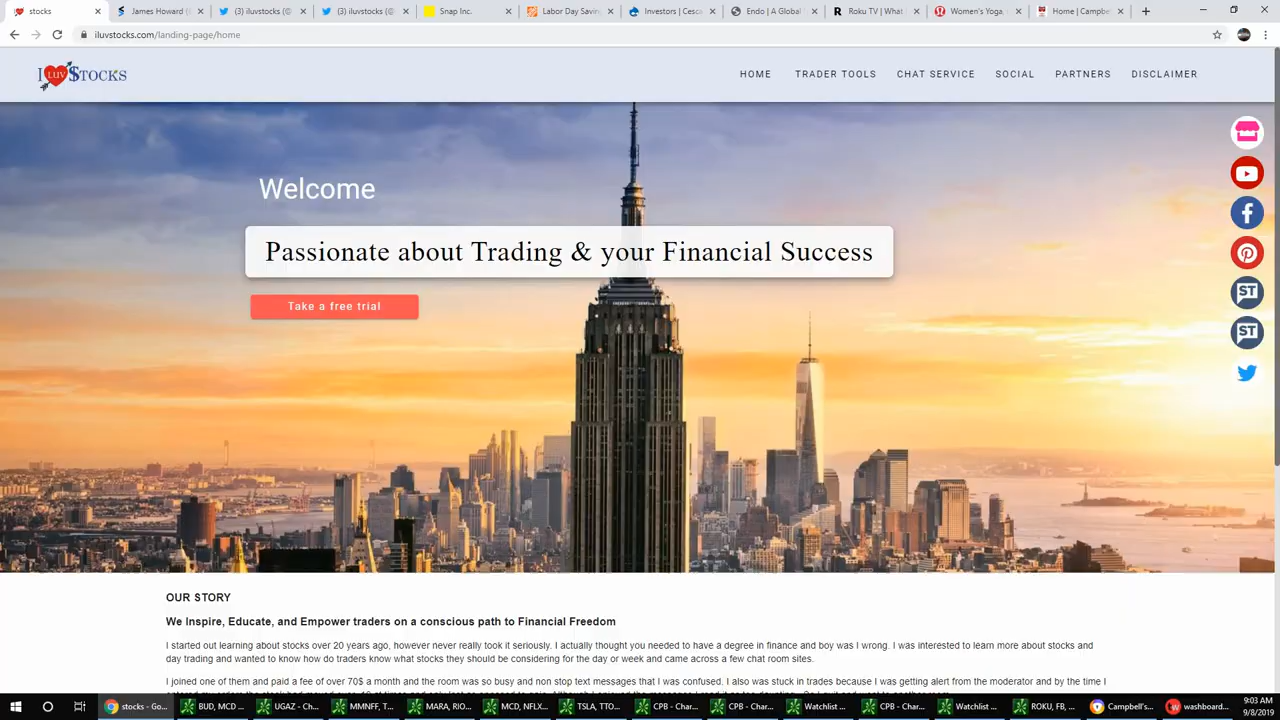 stocks
James Howard (
(3) iluvstocks (@
(3) iluvstocks (@
Snap Inc.
Labor Day Savin
Investors | Cesca
Endo | A Global
Roku TV | What
Women's Yoga,
Home | Campbel
iluvstocks.com/landing-page/home
I LUV $TOCKS
HOME
TRADER TOOLS
CHAT SERVICE
SOCIAL
PARTNERS
DISCLAIMER
Welcome
Passionate about Trading & your Financial Success
Take a free trial
ST
ST
OUR STORY
We Inspire, Educate, and Empower traders on a conscious path to Financial Freedom
I started out learning about stocks over 20 years ago, however never really took it seriously. I actually thought you needed to have a degree in finance and boy was I wrong. I was interested to learn more about stocks and
day trading and wanted to know how do traders know what stocks they should be considering for the day or week and came across a few chat room sites.
I joined one of them and paid a fee of over 70$ a month and the room was so busy and non stop text messages that I was confused. I also was stuck in trades because I was getting alert from the moderator and by the time I
stocks - Go...
BUD, MCD ...
UGAZ - Ch...
MMNFF, T...
MARA, RIO...
MCD, NFLX...
TSLA, TTO...
CPB - Char...
CPB - Char...
Watchlist ...
CPB - Char...
Watchlist ...
ROKU, FB, ...
Campbell's...
washboard...
9:03 AM
9/8/2019